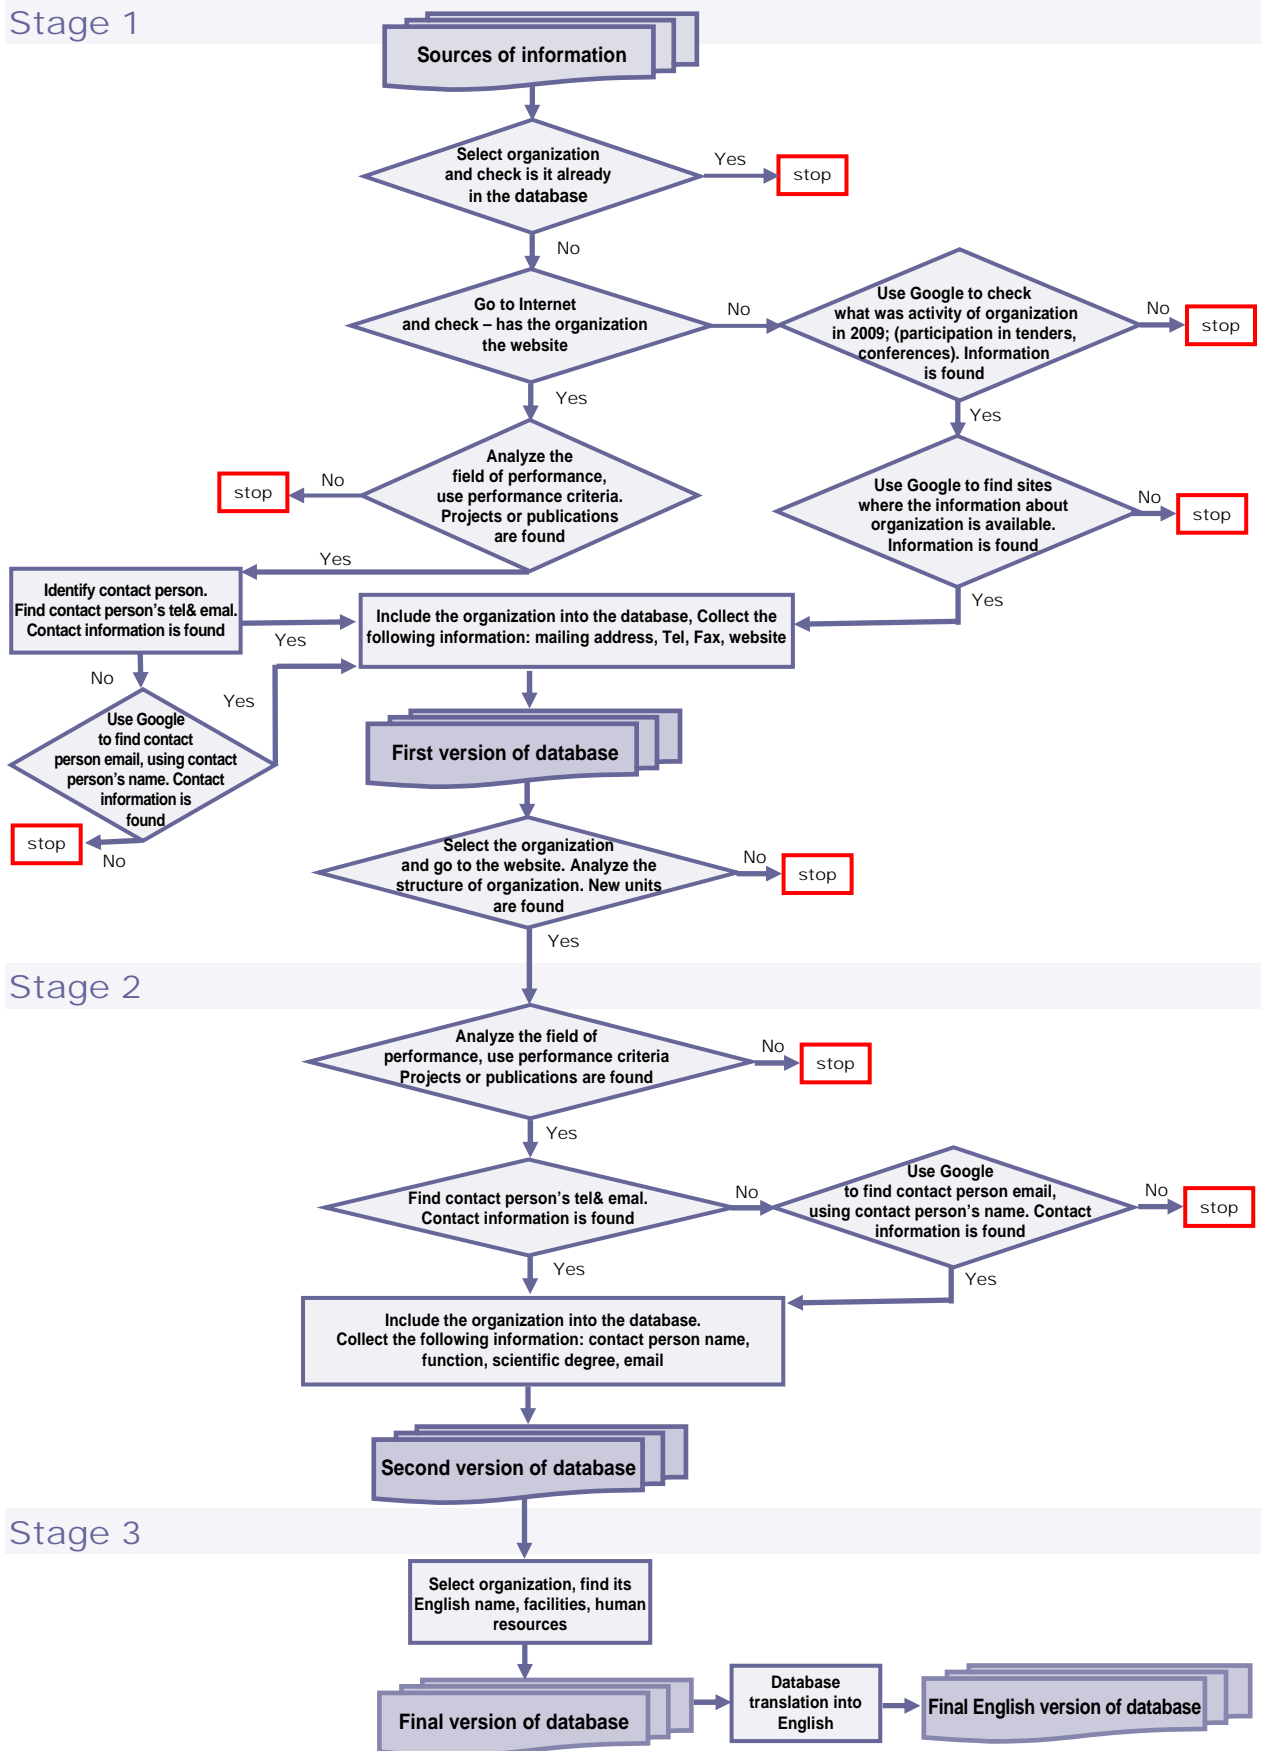 Stage 1
Sources of information
Select organization
and check is it already
in the database
Yes
stop
No
Go to Internet
and check – has the organization
the website
No
Use Google to check
what was activity of organization
in 2009; (participation in tenders,
conferences). Information
is found
No
stop
Yes
Yes
Analyze the
field of performance,
use performance criteria.
Projects or publications
are found
No
stop
Use Google to find sites
where the information about
organization is available.
Information is found
No
stop
Yes
Yes
Identify contact person.
Find contact person's tel& emal.
Contact information is found
Yes
Include the organization into the database, Collect the
following information: mailing address, Tel, Fax, website
No
Yes
Use Google
to find contact
person email, using contact
person's name. Contact
information is
found
stop
No
First version of database
Select the organization
and go to the website. Analyze the
structure of organization. New units
are found
No
stop
Yes
Stage 2
Analyze the field of
performance, use performance criteria
Projects or publications are found
No
stop
Yes
Find contact person's tel& emal.
Contact information is found
No
Use Google
to find contact person email,
using contact person's name. Contact
information is found
No
stop
Yes
Yes
Include the organization into the database.
Collect the following information: contact person name,
function, scientific degree, email
Second version of database
Stage 3
Select organization, find its
English name, facilities, human
resources
Final version of database
Database
translation into
English
Final English version of database